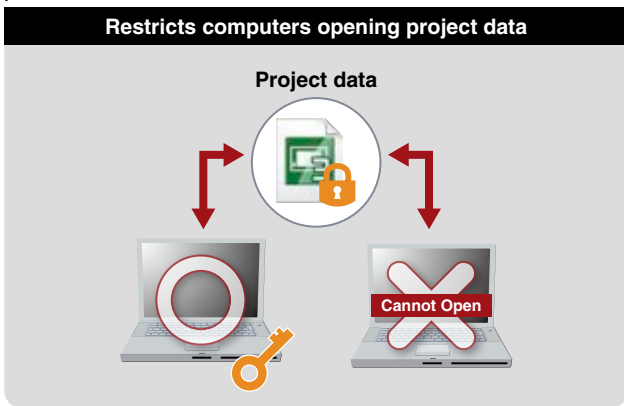 Restricts computers opening project data
Project data
Cannot Open